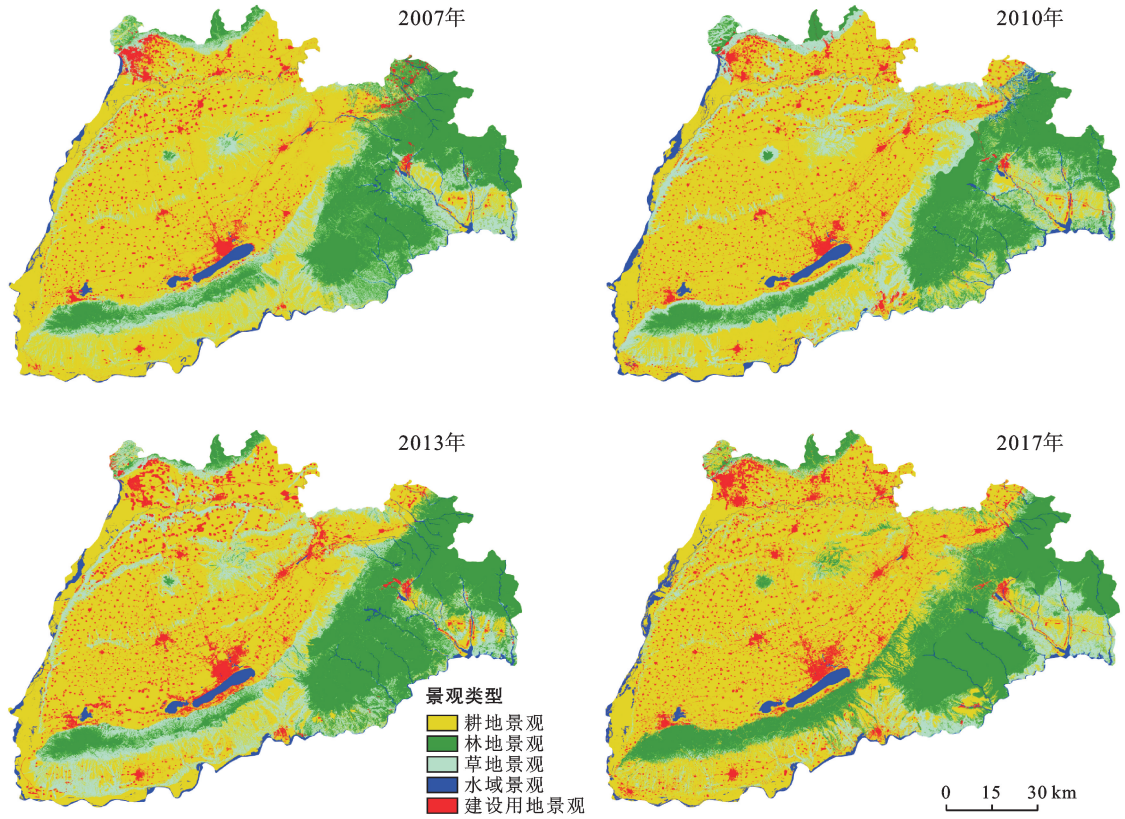 2007年
2010年
2013年
2017年
景观类型
耕地景观
林地景观
草地景观
水域景观
建设用地景观
0 15 30 km